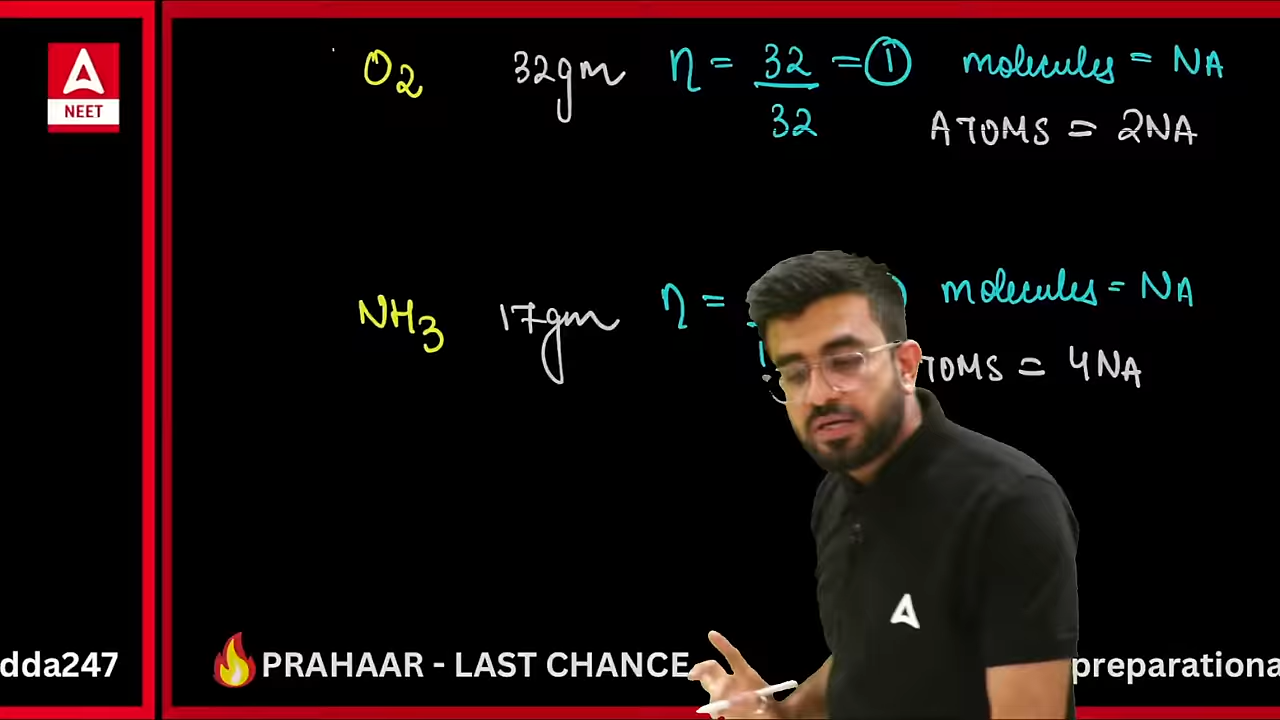 NEET
O2 32gm η = 32/32 = 1 molecules = NA
ATOMS = 2NA
NH3 17gm η = molecules = NA
TOMS = 4NA
dda247
PRAHAAR - LAST CHANCE
preparationa